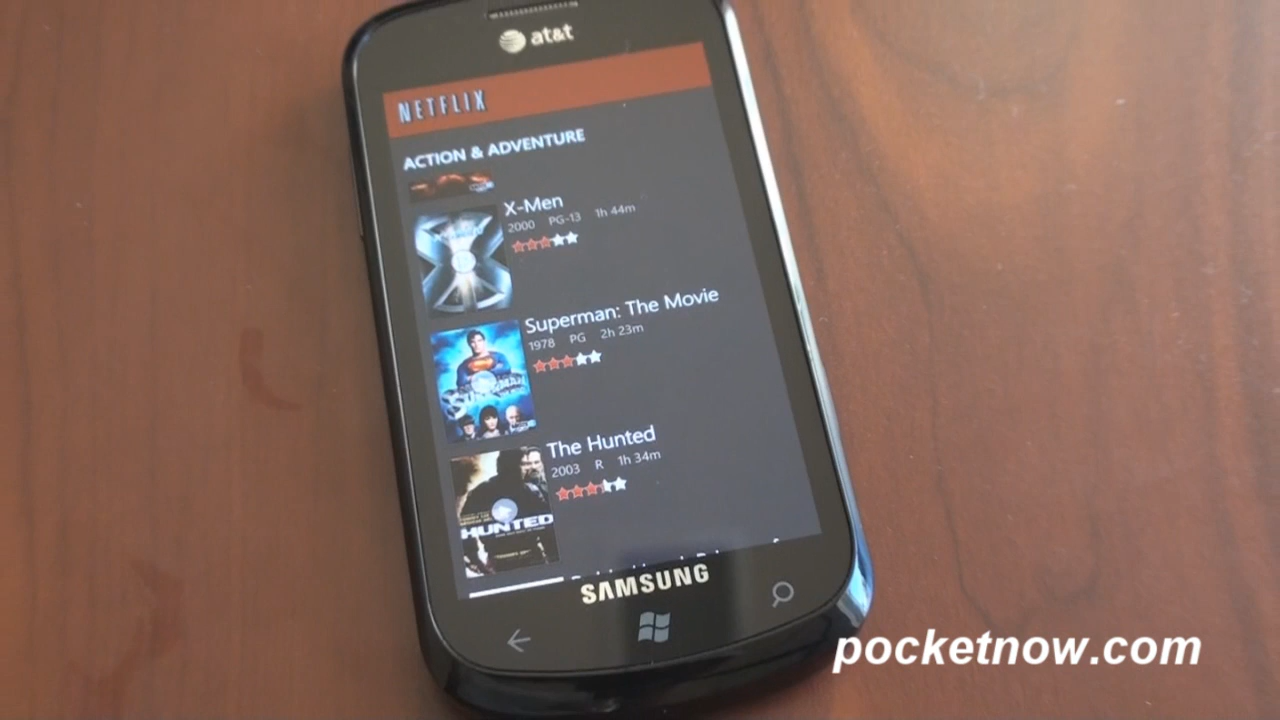 at&t
NETFLIX
ACTION & ADVENTURE
X-Men
2000 PG-13 1h 44m
Superman: The Movie
1978 PG 2h 23m
The Hunted
2003 R 1h 34m
HUNTED
SAMSUNG
pocketnow.com